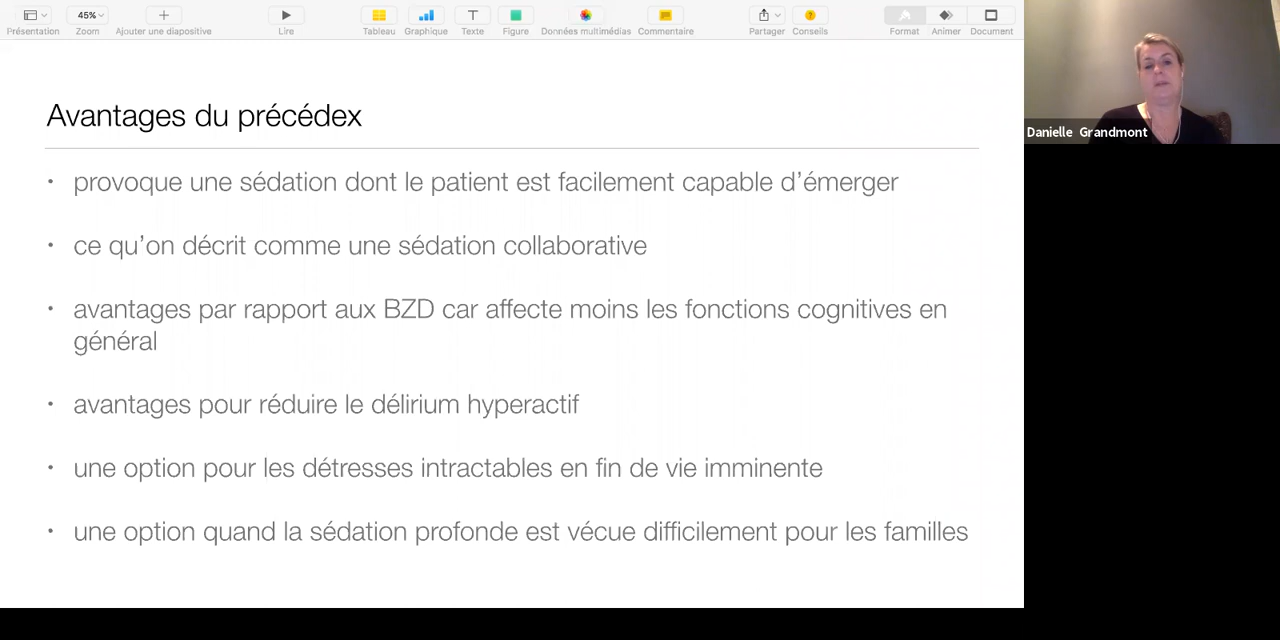 45%
Présentation Zoom Ajouter une diapositive Lire Tableau Graphique Texte Figure Données multimédias Commentaire Partager Conseils Format Animer Document
Danielle Grandmont
Avantages du précédex
• provoque une sédation dont le patient est facilement capable d’émerger
• ce qu’on décrit comme une sédation collaborative
• avantages par rapport aux BZD car affecte moins les fonctions cognitives en
général
• avantages pour réduire le délirium hyperactif
• une option pour les détresses intractables en fin de vie imminente
• une option quand la sédation profonde est vécue difficilement pour les familles